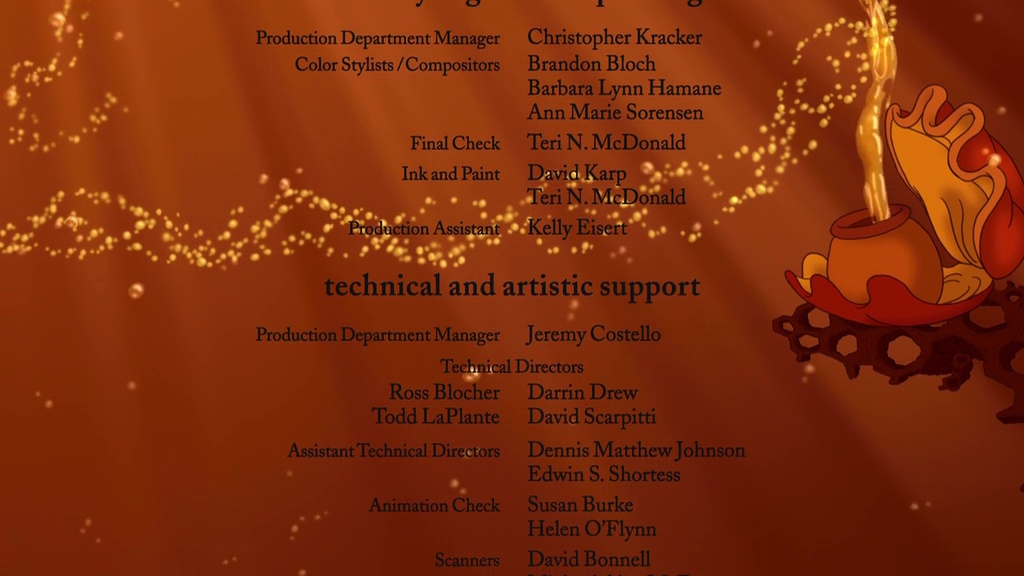 Production Department Manager Christopher Kracker
Color Stylists / Compositors Brandon Bloch
Barbara Lynn Hamane
Ann Marie Sorensen
Final Check Teri N. McDonald
Ink and Paint David Karp
Teri N. McDonald
Production Assistant Kelly Eisert
technical and artistic support
Production Department Manager Jeremy Costello
Technical Directors
Ross Blocher Darrin Drew
Todd LaPlante David Scarpitti
Assistant Technical Directors Dennis Matthew Johnson
Edwin S. Shortess
Animation Check Susan Burke
Helen O'Flynn
Scanners David Bonnell